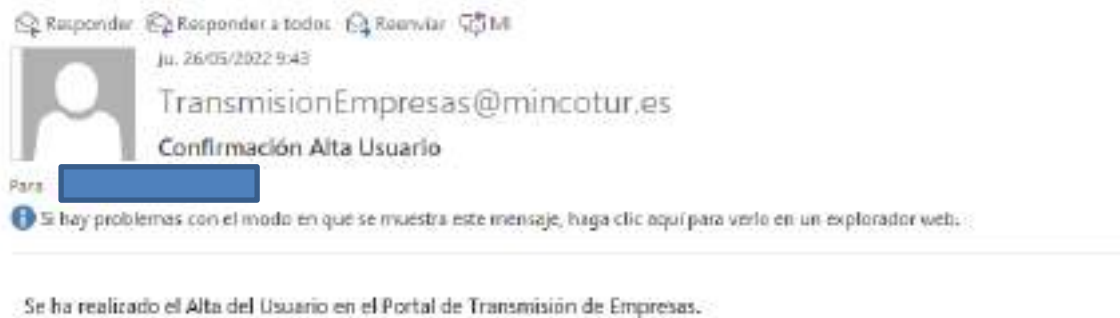 Responder Responder a todos Reenviar MI
ju. 26/05/2022 9:43
TransmisionEmpresas@mincotur.es
Confirmación Alta Usuario
Para
Si hay problemas con el modo en que se muestra este mensaje, haga clic aquí para verlo en un explorador web.
Se ha realizado el Alta del Usuario en el Portal de Transmisión de Empresas.